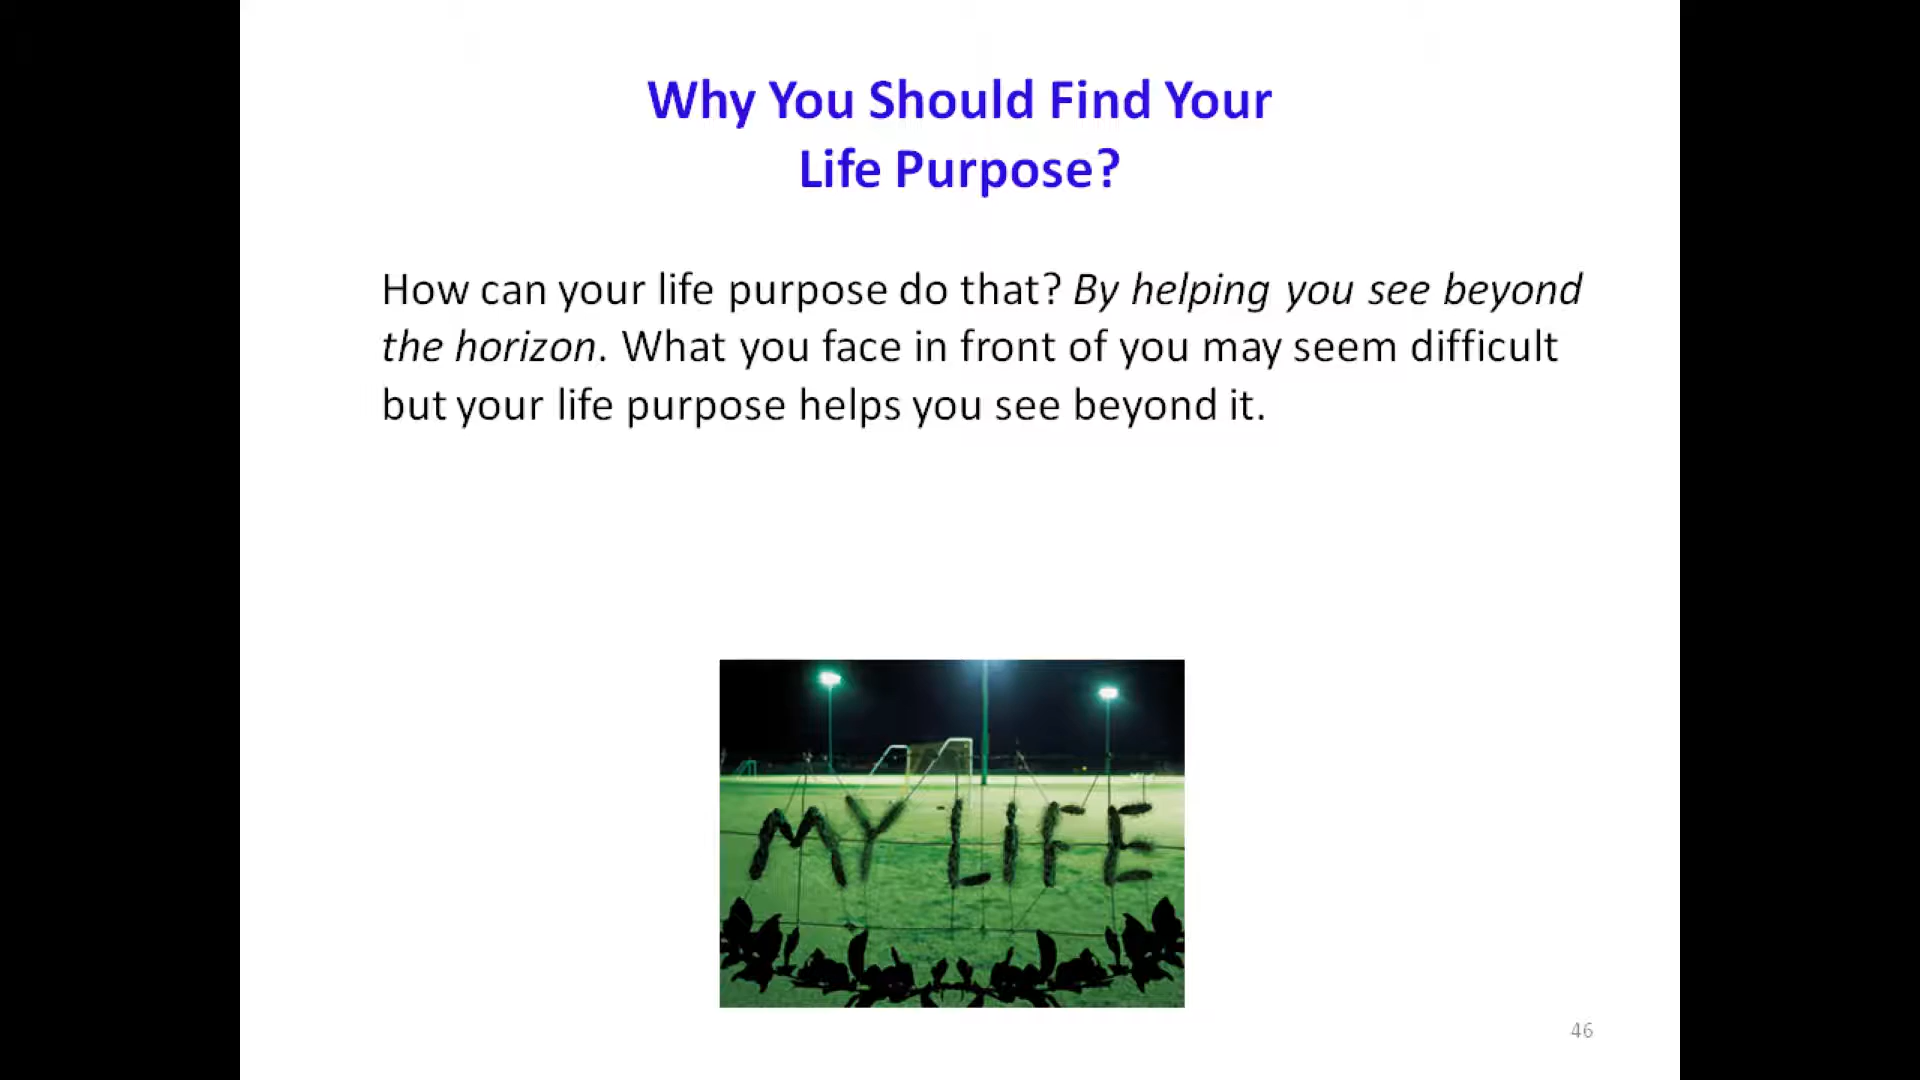 Why You Should Find Your
Life Purpose?
How can your life purpose do that? By helping you see beyond
the horizon. What you face in front of you may seem difficult
but your life purpose helps you see beyond it.
MY LIFE
46